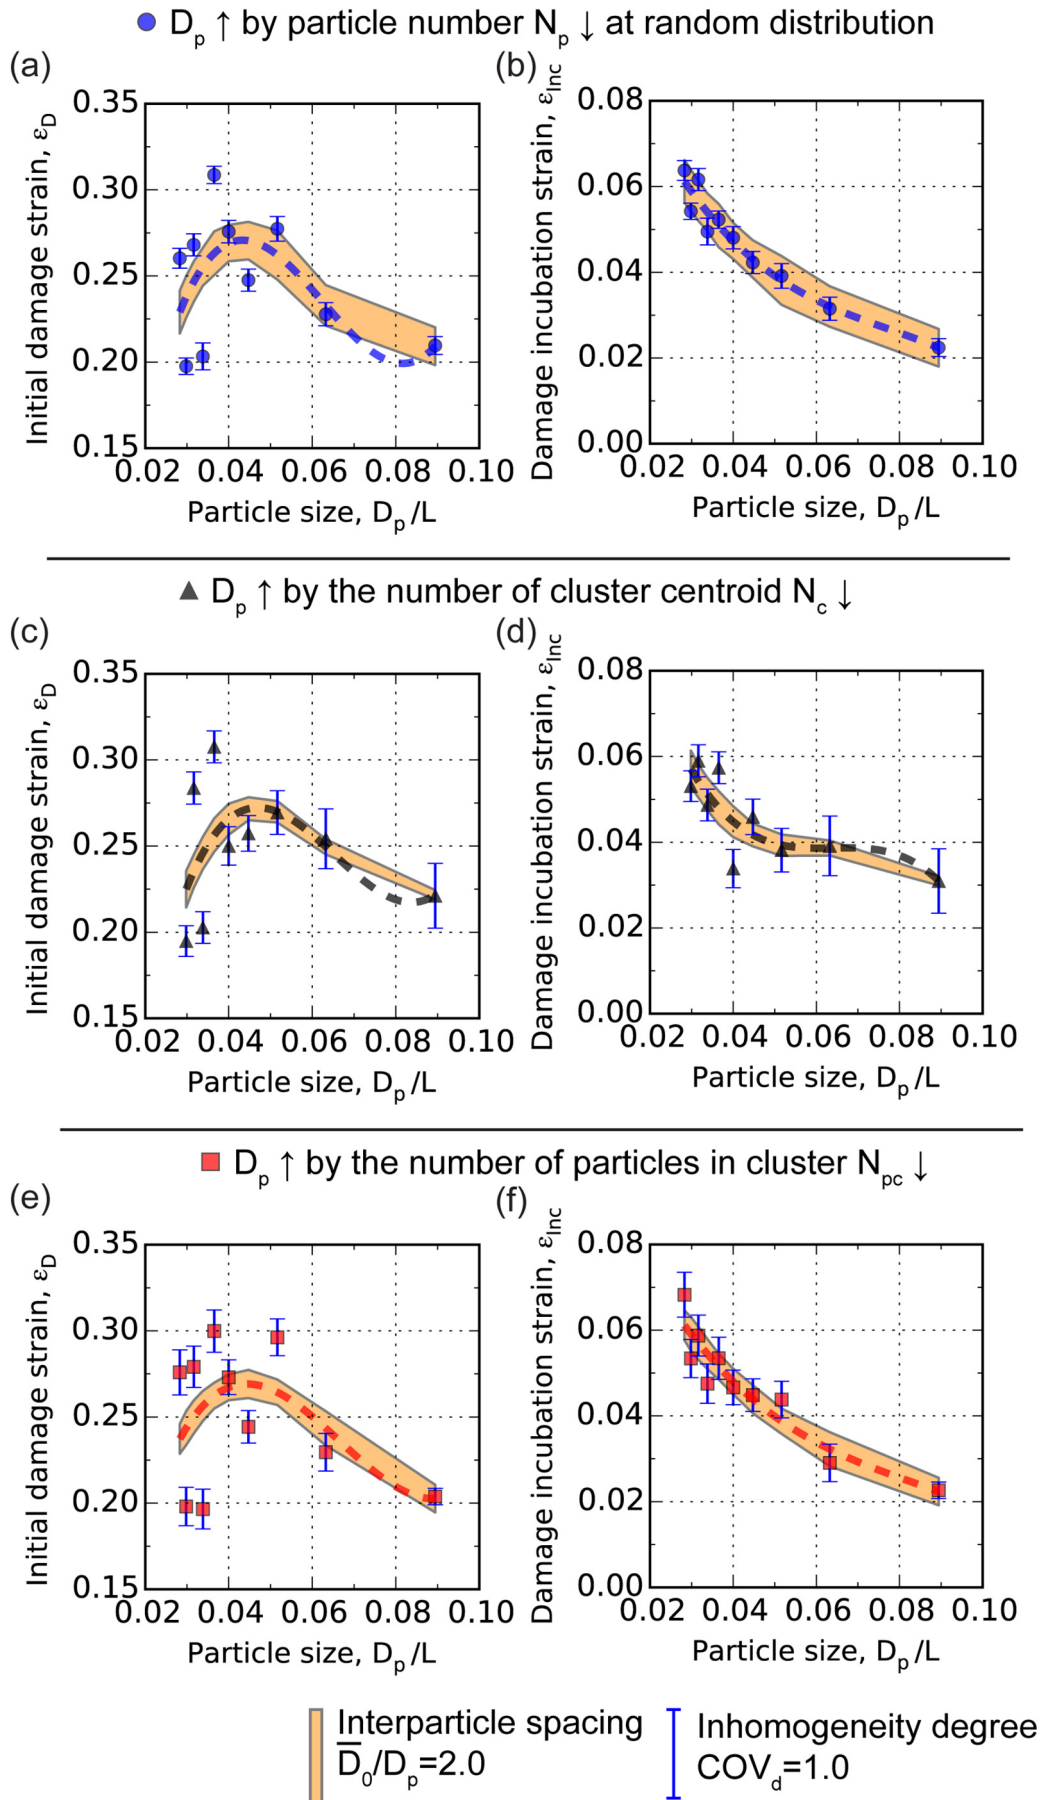 D_p ↑ by particle number N_p ↓ at random distribution
(a)
(b)
Initial damage strain, ε_D
0.35
0.30
0.25
0.20
0.15
0.02 0.04 0.06 0.08 0.10
Particle size, D_p/L
Damage incubation strain, ε_Inc
0.08
0.06
0.04
0.02
0.00
0.02 0.04 0.06 0.08 0.10
Particle size, D_p/L
D_p ↑ by the number of cluster centroid N_c ↓
(c)
(d)
Initial damage strain, ε_D
0.35
0.30
0.25
0.20
0.15
0.02 0.04 0.06 0.08 0.10
Particle size, D_p/L
Damage incubation strain, ε_Inc
0.08
0.06
0.04
0.02
0.00
0.02 0.04 0.06 0.08 0.10
Particle size, D_p/L
D_p ↑ by the number of particles in cluster N_pc ↓
(e)
(f)
Initial damage strain, ε_D
0.35
0.30
0.25
0.20
0.15
0.02 0.04 0.06 0.08 0.10
Particle size, D_p/L
Damage incubation strain, ε_Inc
0.08
0.06
0.04
0.02
0.00
0.02 0.04 0.06 0.08 0.10
Particle size, D_p/L
Interparticle spacing
D̅_0/D_p=2.0
Inhomogeneity degree
COV_d=1.0